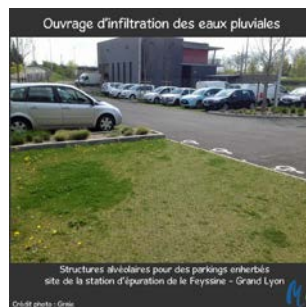 Ouvrage d'infiltration des eaux pluviales
Structures alvéolaires pour des parkings enherbés
site de la station d'épuration de le Feyssine - Grand Lyon
Crédit photo : Graie